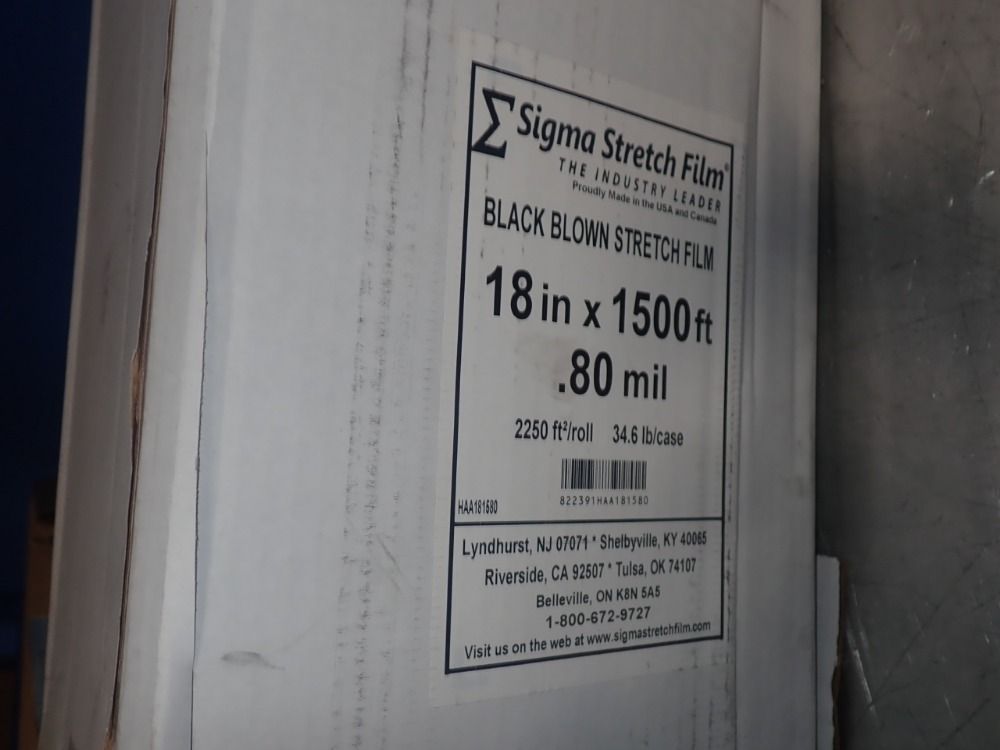 Σ Sigma Stretch Film®
THE INDUSTRY LEADER
Proudly Made in the USA and Canada
BLACK BLOWN STRETCH FILM
18 in x 1500 ft
.80 mil
2250 ft²/roll 34.6 lb/case
822391HAA181580
HAA181580
Lyndhurst, NJ 07071 * Shelbyville, KY 40065
Riverside, CA 92507 * Tulsa, OK 74107
Belleville, ON K8N 5A5
1-800-672-9727
Visit us on the web at www.sigmastretchfilm.com